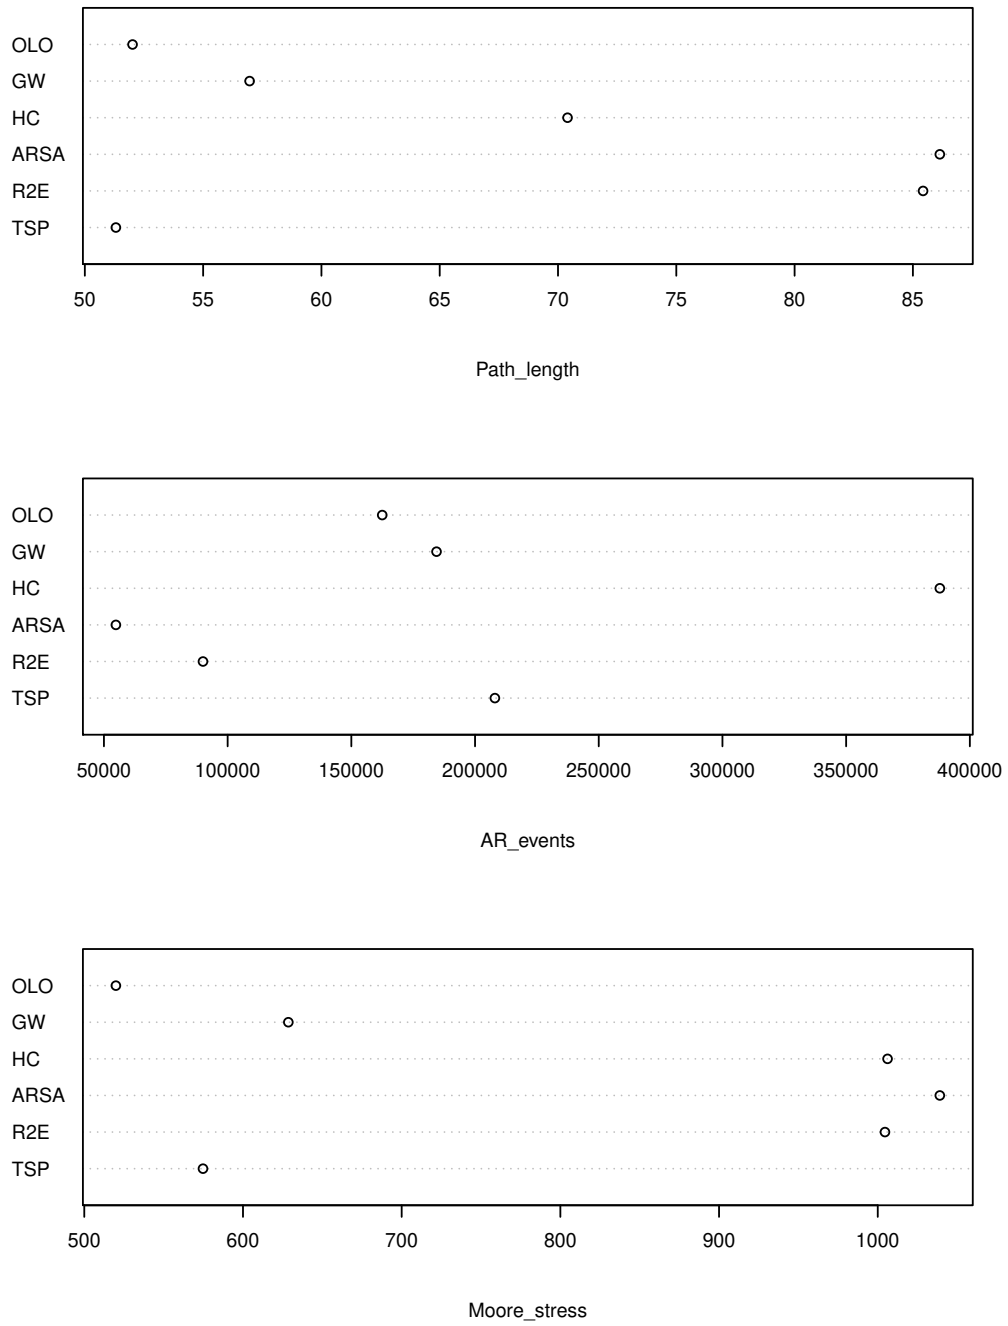 OLO
GW
HC
ARSA
R2E
TSP
50 55 60 65 70 75 80 85
Path_length
OLO
GW
HC
ARSA
R2E
TSP
50000 100000 150000 200000 250000 300000 350000 400000
AR_events
OLO
GW
HC
ARSA
R2E
TSP
500 600 700 800 900 1000
Moore_stress